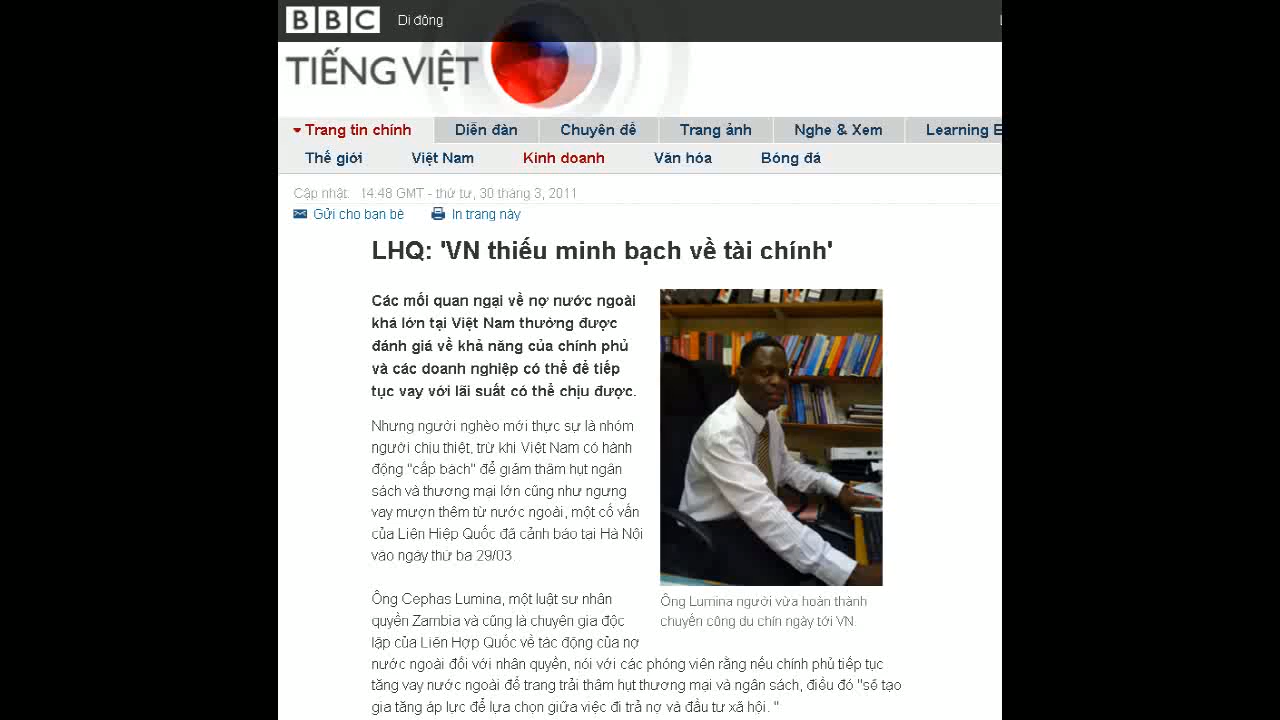 BBC Di động
TIẾNG VIỆT
Trang tin chính Diễn đàn Chuyên đề Trang ảnh Nghe & Xem Learning
Thế giới Việt Nam Kinh doanh Văn hóa Bóng đá
Cập nhật: 14:48 GMT - thứ tư, 30 tháng 3, 2011
Gửi cho bạn bè In trang này
LHQ: 'VN thiếu minh bạch về tài chính'
Các mối quan ngại về nợ nước ngoài
khá lớn tại Việt Nam thường được
đánh giá về khả năng của chính phủ
và các doanh nghiệp có thể để tiếp
tục vay với lãi suất có thể chịu được.
Nhưng người nghèo mới thực sự là nhóm
người chịu thiệt, trừ khi Việt Nam có hành
động "cấp bách" để giảm thâm hụt ngân
sách và thương mại lớn cũng như ngưng
vay mượn thêm từ nước ngoài, một cố vấn
của Liên Hiệp Quốc đã cảnh báo tại Hà Nội
vào ngày thứ ba 29/03.
Ông Lumina người vừa hoàn thành
chuyến công du chín ngày tới VN.
Ông Cephas Lumina, một luật sư nhân
quyền Zambia và cũng là chuyên gia độc
lập của Liên Hợp Quốc về tác động của nợ
nước ngoài đối với nhân quyền, nói với các phóng viên rằng nếu chính phủ tiếp tục
tăng vay nước ngoài để trang trải thâm hụt thương mại và ngân sách, điều đó "sẽ tạo
gia tăng áp lực để lựa chọn giữa việc đi trả nợ và đầu tư xã hội. "